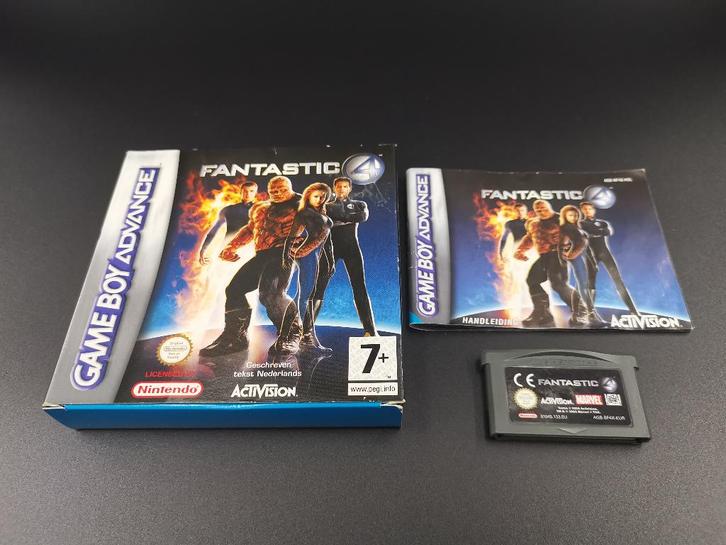 GAME BOY ADVANCE
FANTASTIC 4
LICENSED BY
Nintendo
ACTIVISION
Geschreven
tekst Nederlands
7+
www.pegi.info
GAME BOY ADVANCE
FANTASTIC 4
HANDLEIDING
ACTIVISION
CE FANTASTIC 4
ACTIVISION MARVEL